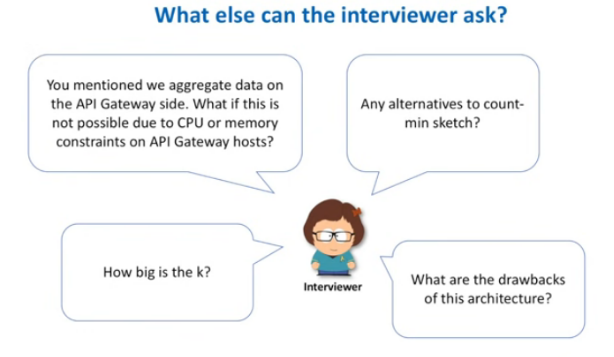 What else can the interviewer ask?
You mentioned we aggregate data on
the API Gateway side. What if this is
not possible due to CPU or memory
constraints on API Gateway hosts?
Any alternatives to count-
min sketch?
How big is the k?
Interviewer
What are the drawbacks
of this architecture?